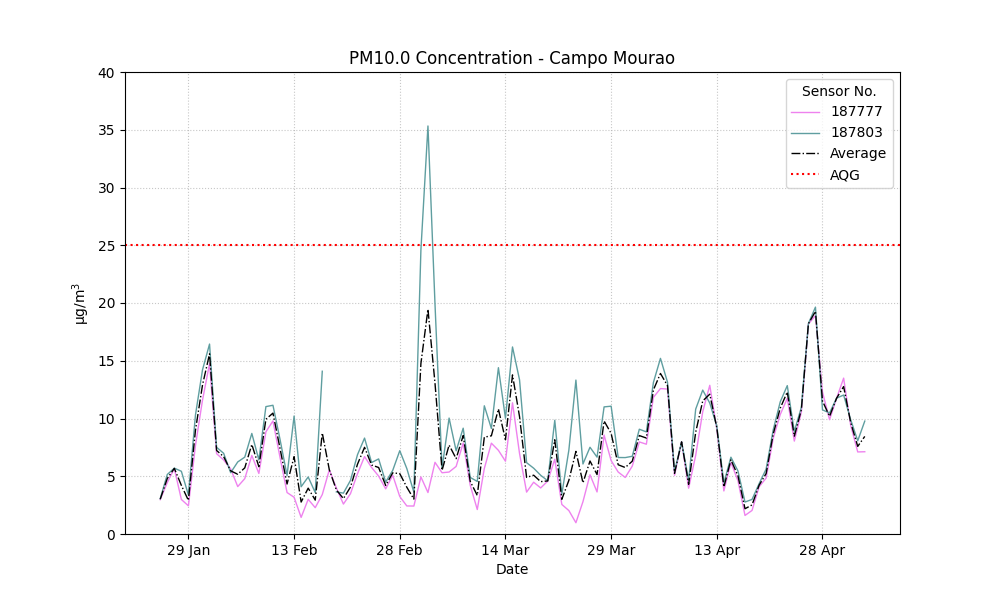 PM10.0 Concentration - Campo Mourao
40
35
30
25
20
15
10
5
0
µg/m³
Sensor No.
187777
187803
Average
AQG
29 Jan
13 Feb
28 Feb
14 Mar
29 Mar
13 Apr
28 Apr
Date